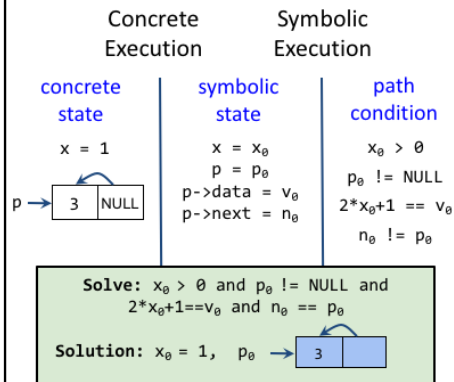 Concrete Execution
Symbolic Execution
concrete state
symbolic state
path condition
x = 1
p
3
NULL
x = x₀
p = p₀
p->data = v₀
p->next = n₀
x₀ > 0
p₀ != NULL
2*x₀+1 == v₀
n₀ != p₀
Solve: x₀ > 0 and p₀ != NULL and
2*x₀+1==v₀ and n₀ == p₀
Solution: x₀ = 1, p₀
3